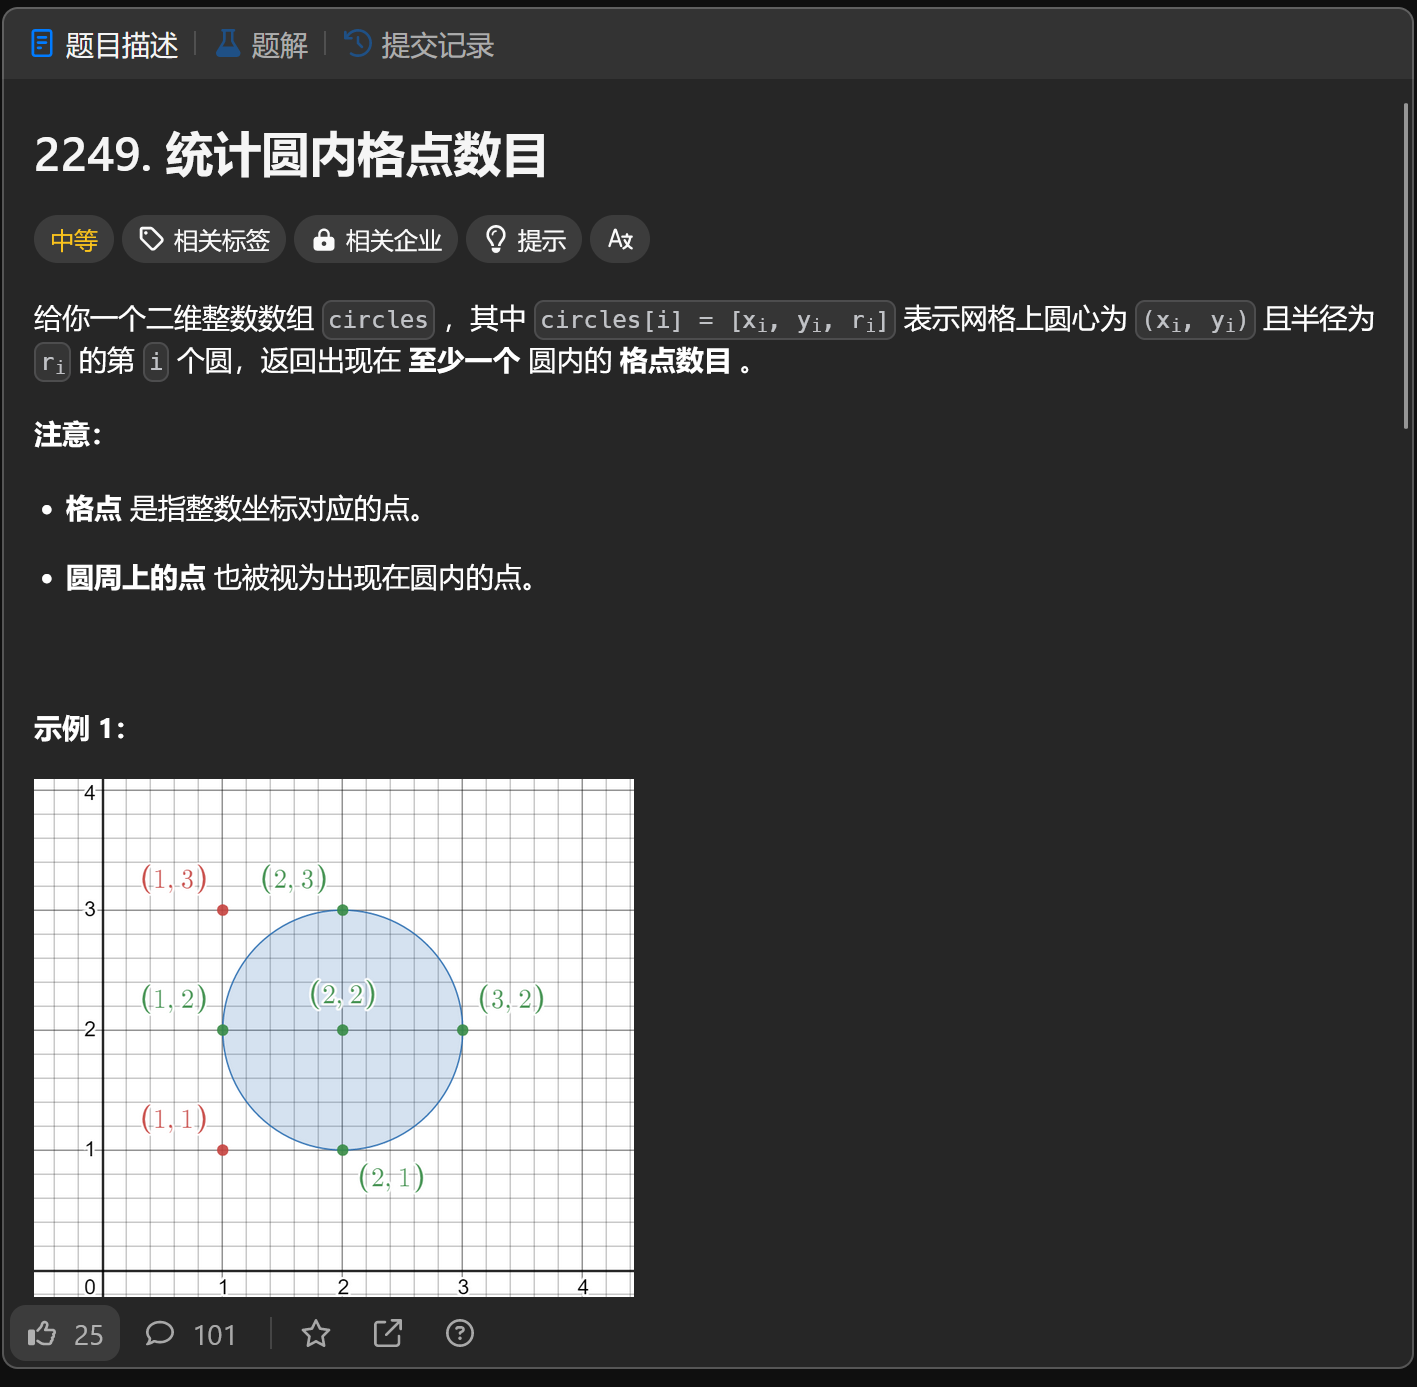 题目描述 题解 提交记录
2249. 统计圆内格点数目
中等 相关标签 相关企业 提示 A文
给你一个二维整数数组 circles ，其中 circles[i] = [xi, yi, ri] 表示网格上圆心为 (xi, yi) 且半径为
ri 的第 i 个圆，返回出现在 至少一个 圆内的 格点数目 。
注意：
• 格点 是指整数坐标对应的点。
• 圆周上的点 也被视为出现在圆内的点。
示例 1：
4
(1, 3) (2, 3)
3
(1, 2) (2, 2) (3, 2)
2
(1, 1)
1
(2, 1)
0 1 2 3 4
25 101